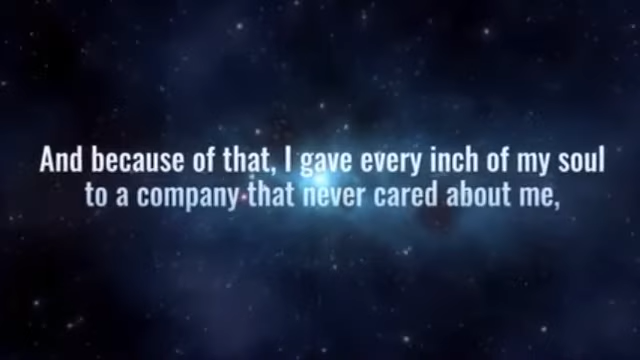 And because of that, I gave every inch of my soul
to a company that never cared about me,